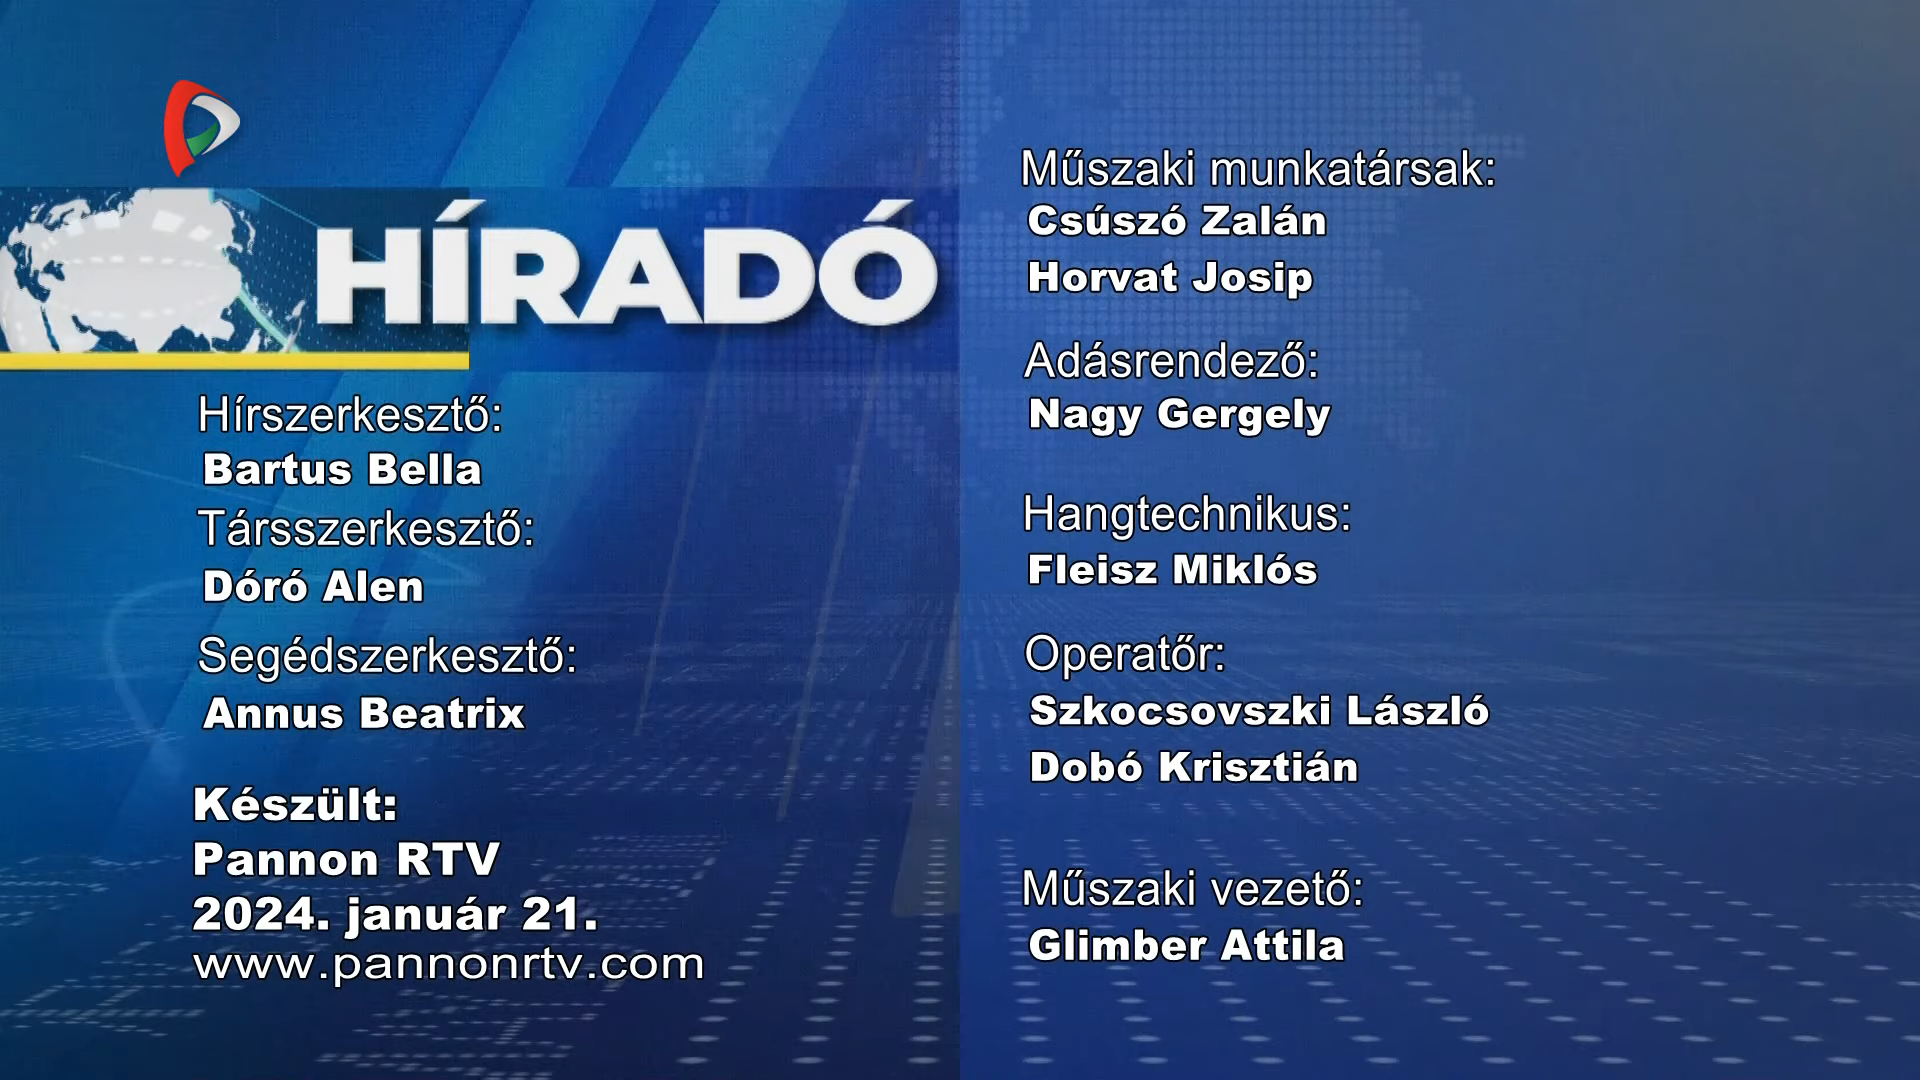 HÍRADÓ
Hírszerkesztő:
Bartus Bella
Társszerkesztő:
Dóró Alen
Segédszerkesztő:
Annus Beatrix
Készült:
Pannon RTV
2024. január 21.
www.pannonrtv.com
Műszaki munkatársak:
Csúszó Zalán
Horvat Josip
Adásrendező:
Nagy Gergely
Hangtechnikus:
Fleisz Miklós
Operatőr:
Szkocsovszki László
Dobó Krisztián
Műszaki vezető:
Glimber Attila